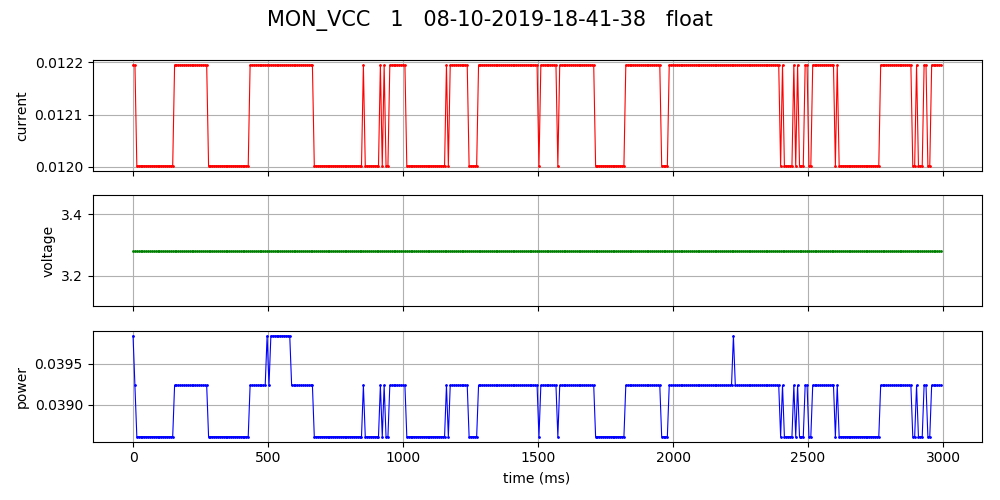 MON_VCC   1   08-10-2019-18-41-38   float
0.0122
0.0121
0.0120
current
3.4
3.2
voltage
0.0395
0.0390
power
0 500 1000 1500 2000 2500 3000
time (ms)